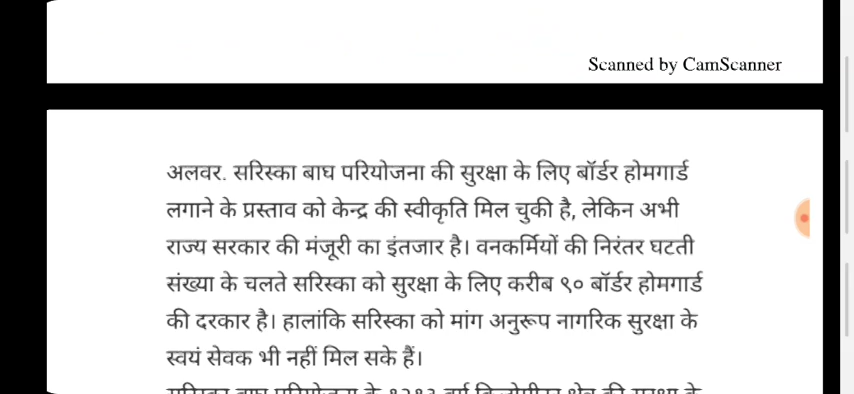 Scanned by CamScanner
अलवर. सरिस्का बाघ परियोजना की सुरक्षा के लिए बॉर्डर होमगार्ड
लगाने के प्रस्ताव को केन्द्र की स्वीकृति मिल चुकी है, लेकिन अभी
राज्य सरकार की मंजूरी का इंतजार है। वनकर्मियों की निरंतर घटती
संख्या के चलते सरिस्का को सुरक्षा के लिए करीब ९० बॉर्डर होमगार्ड
की दरकार है। हालांकि सरिस्का को मांग अनुरूप नागरिक सुरक्षा के
स्वयं सेवक भी नहीं मिल सके हैं।